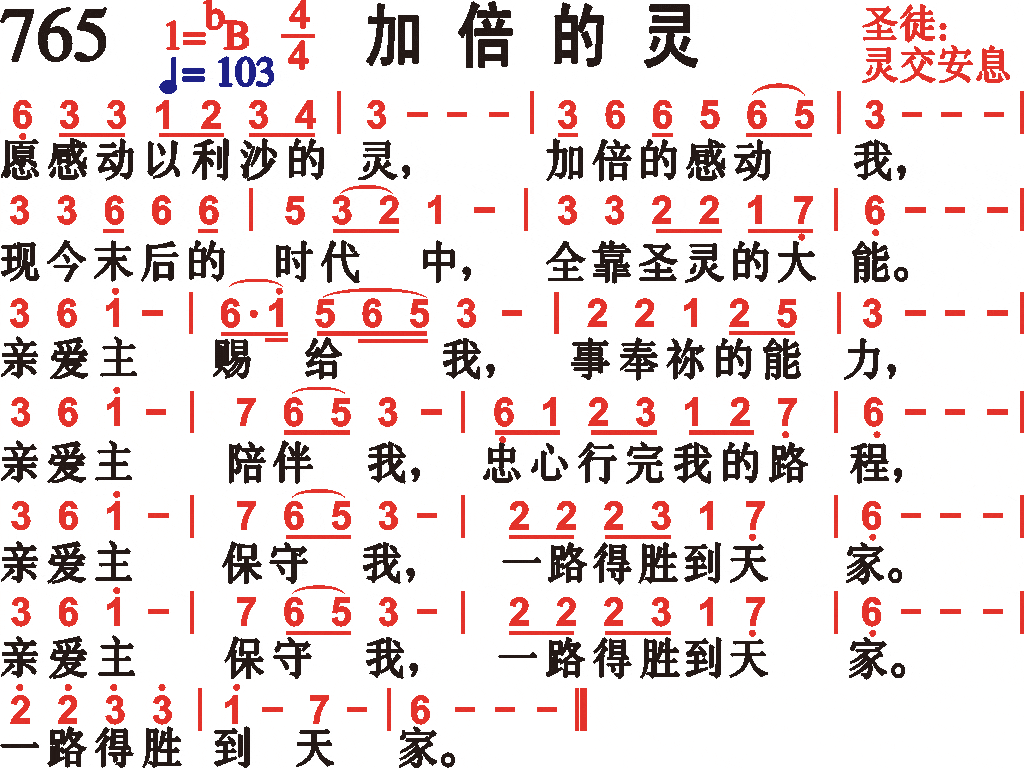 765 1=ᵇB 4/4 加倍的灵 圣徒：
♩= 103 灵交安息
6̣ 3 3 1 2 3 4 | 3 - - - | 3 6 6 5 6 5 | 3 - - - |
愿感动以利沙的 灵， 加倍的感动 我，
3 3 6 6 6 | 5 3 2 1 - | 3 3 2 2 1 7̣ | 6̣ - - - |
现今末后的 时代 中， 全靠圣灵的大 能。
3 6 i - | 6·i 5 6 5 3 - | 2 2 1 2 5 | 3 - - - |
亲爱主 赐 给 我， 事奉祢的能 力，
3 6 i - | 7 6 5 3 - | 6̣ 1 2 3 1 2 7̣ | 6̣ - - - |
亲爱主 陪伴 我， 忠心行完我的路 程，
3 6 i - | 7 6 5 3 - | 2 2 2 3 1 7̣ | 6̣ - - - |
亲爱主 保守 我， 一路得胜到天 家。
3 6 i - | 7 6 5 3 - | 2 2 2 3 1 7̣ | 6̣ - - - |
亲爱主 保守 我， 一路得胜到天 家。
2̇ 2̇ 3̇ 3̇ | i - 7 - | 6 - - - ‖
一路得胜 到 天 家。